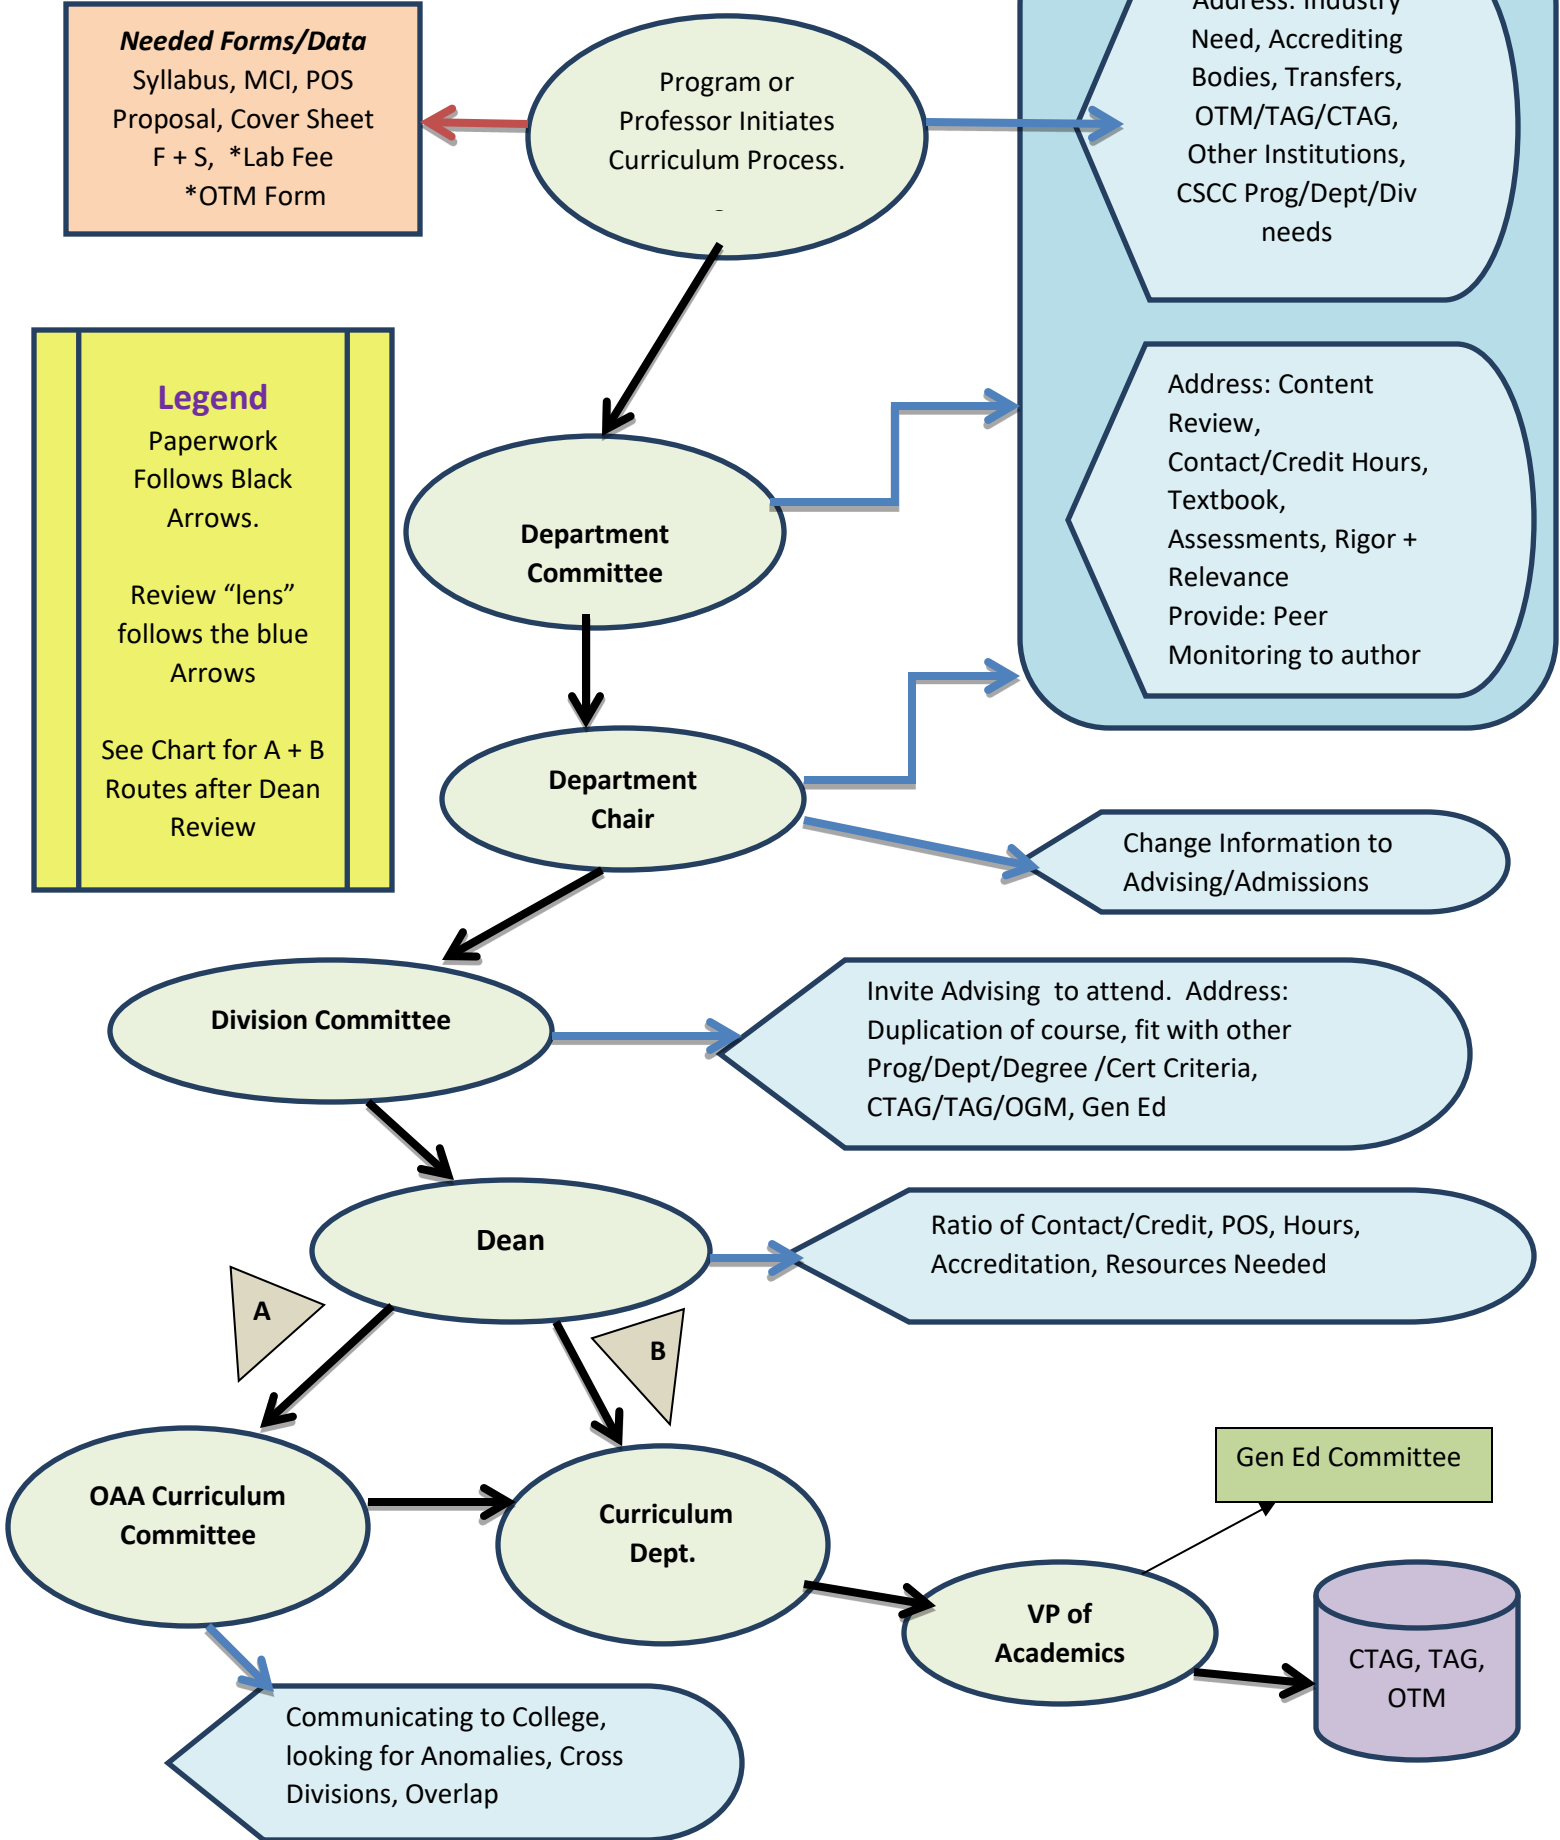 Needed Forms/Data
Syllabus, MCI, POS
Proposal, Cover Sheet
F + S, *Lab Fee
*OTM Form
Program or
Professor Initiates
Curriculum Process.
Address: Industry
Need, Accrediting
Bodies, Transfers,
OTM/TAG/CTAG,
Other Institutions,
CSCC Prog/Dept/Div
needs
Legend
Paperwork
Follows Black
Arrows.
Review “lens”
follows the blue
Arrows
See Chart for A + B
Routes after Dean
Review
Department
Committee
Address: Content
Review,
Contact/Credit Hours,
Textbook,
Assessments, Rigor +
Relevance
Provide: Peer
Monitoring to author
Department
Chair
Change Information to
Advising/Admissions
Division Committee
Invite Advising to attend. Address:
Duplication of course, fit with other
Prog/Dept/Degree /Cert Criteria,
CTAG/TAG/OGM, Gen Ed
Dean
Ratio of Contact/Credit, POS, Hours,
Accreditation, Resources Needed
A
B
OAA Curriculum
Committee
Curriculum
Dept.
Gen Ed Committee
VP of
Academics
CTAG, TAG,
OTM
Communicating to College,
looking for Anomalies, Cross
Divisions, Overlap